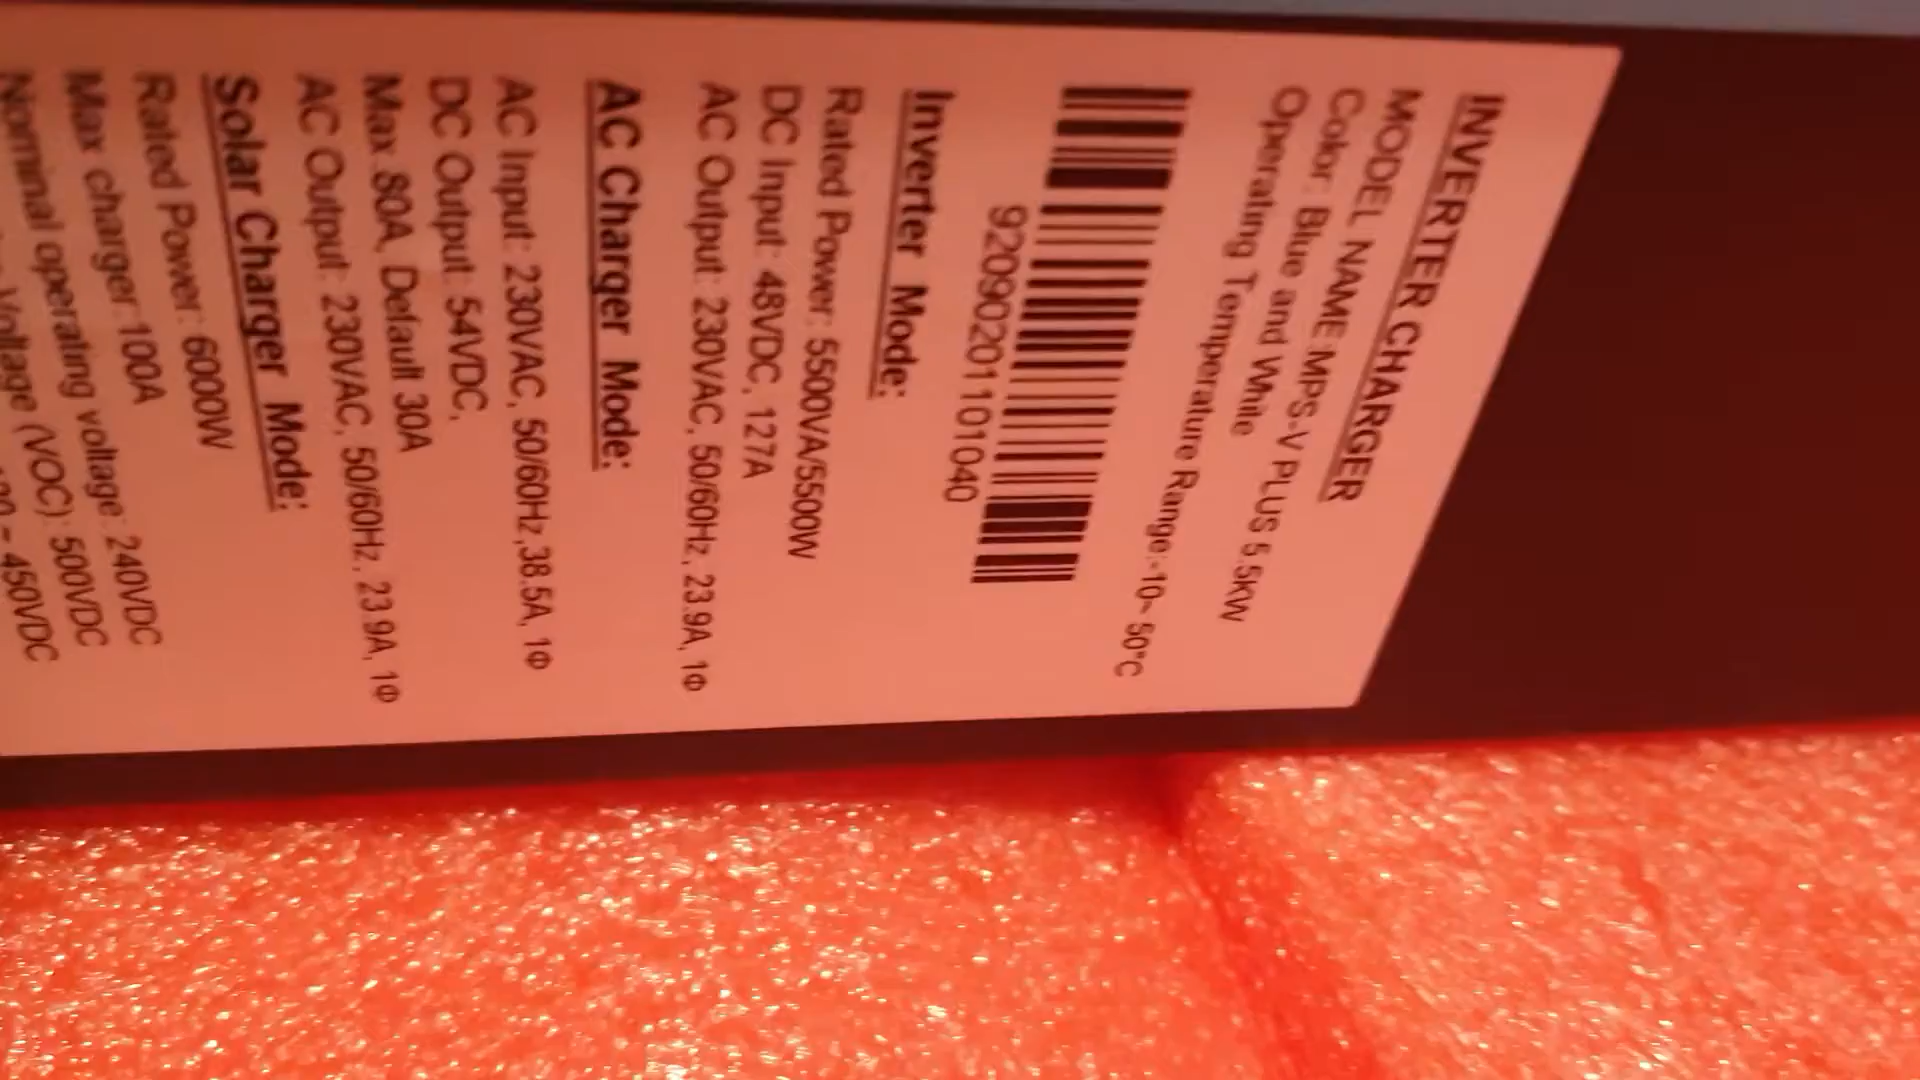 INVERTER CHARGER
MODEL NAME:MPS-V PLUS 5.5KW
Color: Blue and White
Operating Temperature Range:-10~ 50°C
92090201101040
Inverter Mode:
Rated Power: 5500VA/5500W
DC Input: 48VDC, 127A
AC Output: 230VAC, 50/60Hz, 23.9A, 1Φ
AC Charger Mode:
AC Input: 230VAC, 50/60Hz,38.5A, 1Φ
DC Output: 54VDC,
Max 80A, Default 30A
AC Output: 230VAC, 50/60Hz, 23.9A, 1Φ
Solar Charger Mode:
Rated Power: 6000W
Max charger:100A
Nominal operating voltage: 240VDC
Voltage (VOC): 500VDC
~ 450VDC